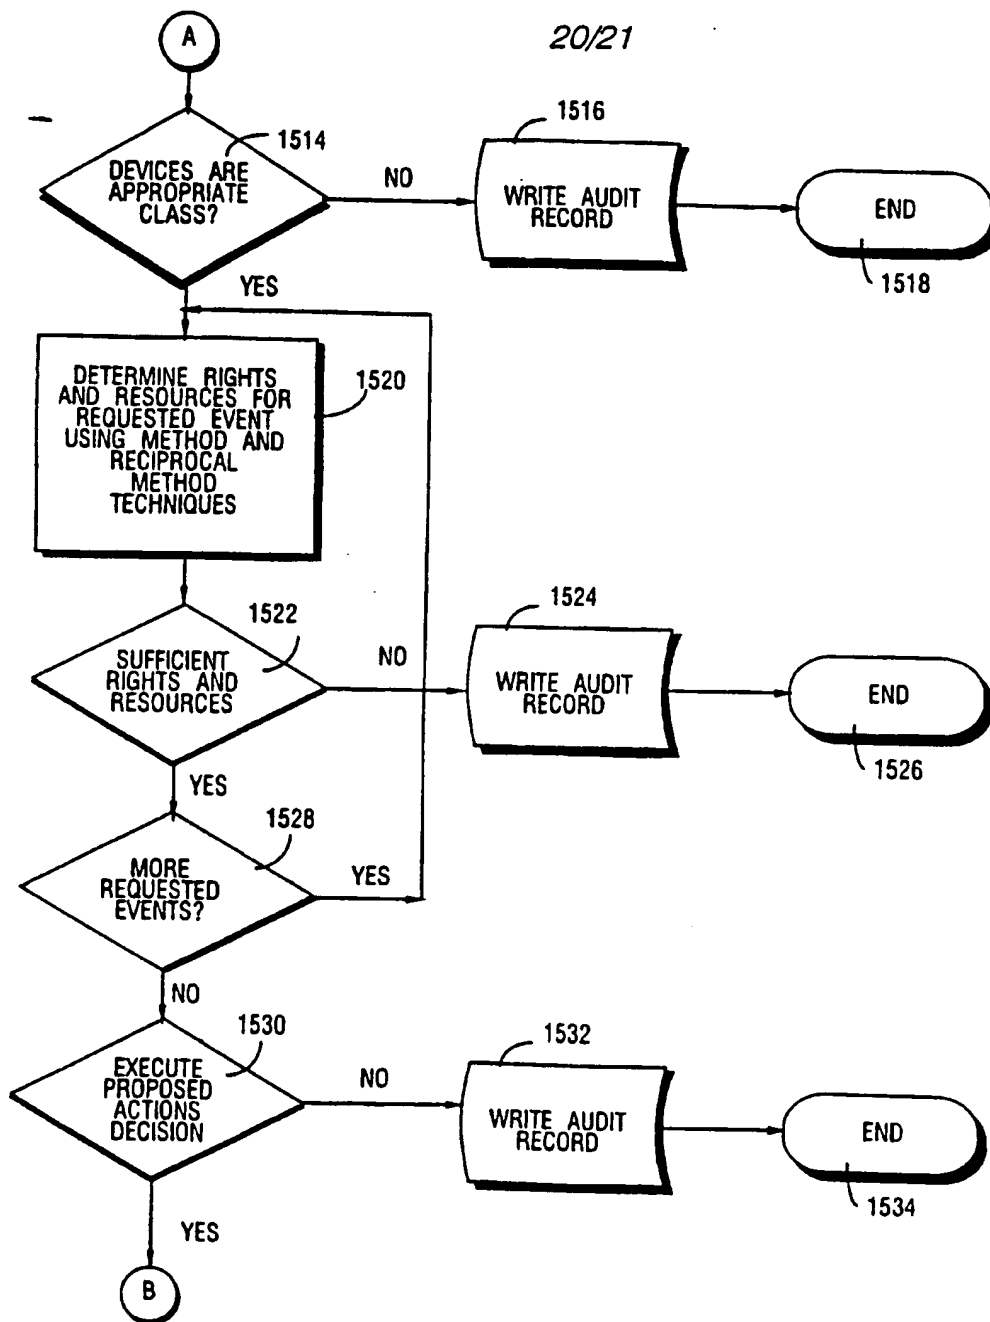 A
20/21
1514
DEVICES ARE
APPROPRIATE
CLASS?
NO
1516
WRITE AUDIT
RECORD
END
1518
YES
DETERMINE RIGHTS
AND RESOURCES FOR
REQUESTED EVENT
USING METHOD AND
RECIPROCAL
METHOD
TECHNIQUES
1520
1522
SUFFICIENT
RIGHTS AND
RESOURCES
NO
1524
WRITE AUDIT
RECORD
END
1526
YES
1528
MORE
REQUESTED
EVENTS?
YES
NO
1530
EXECUTE
PROPOSED
ACTIONS
DECISION
NO
1532
WRITE AUDIT
RECORD
END
1534
YES
B